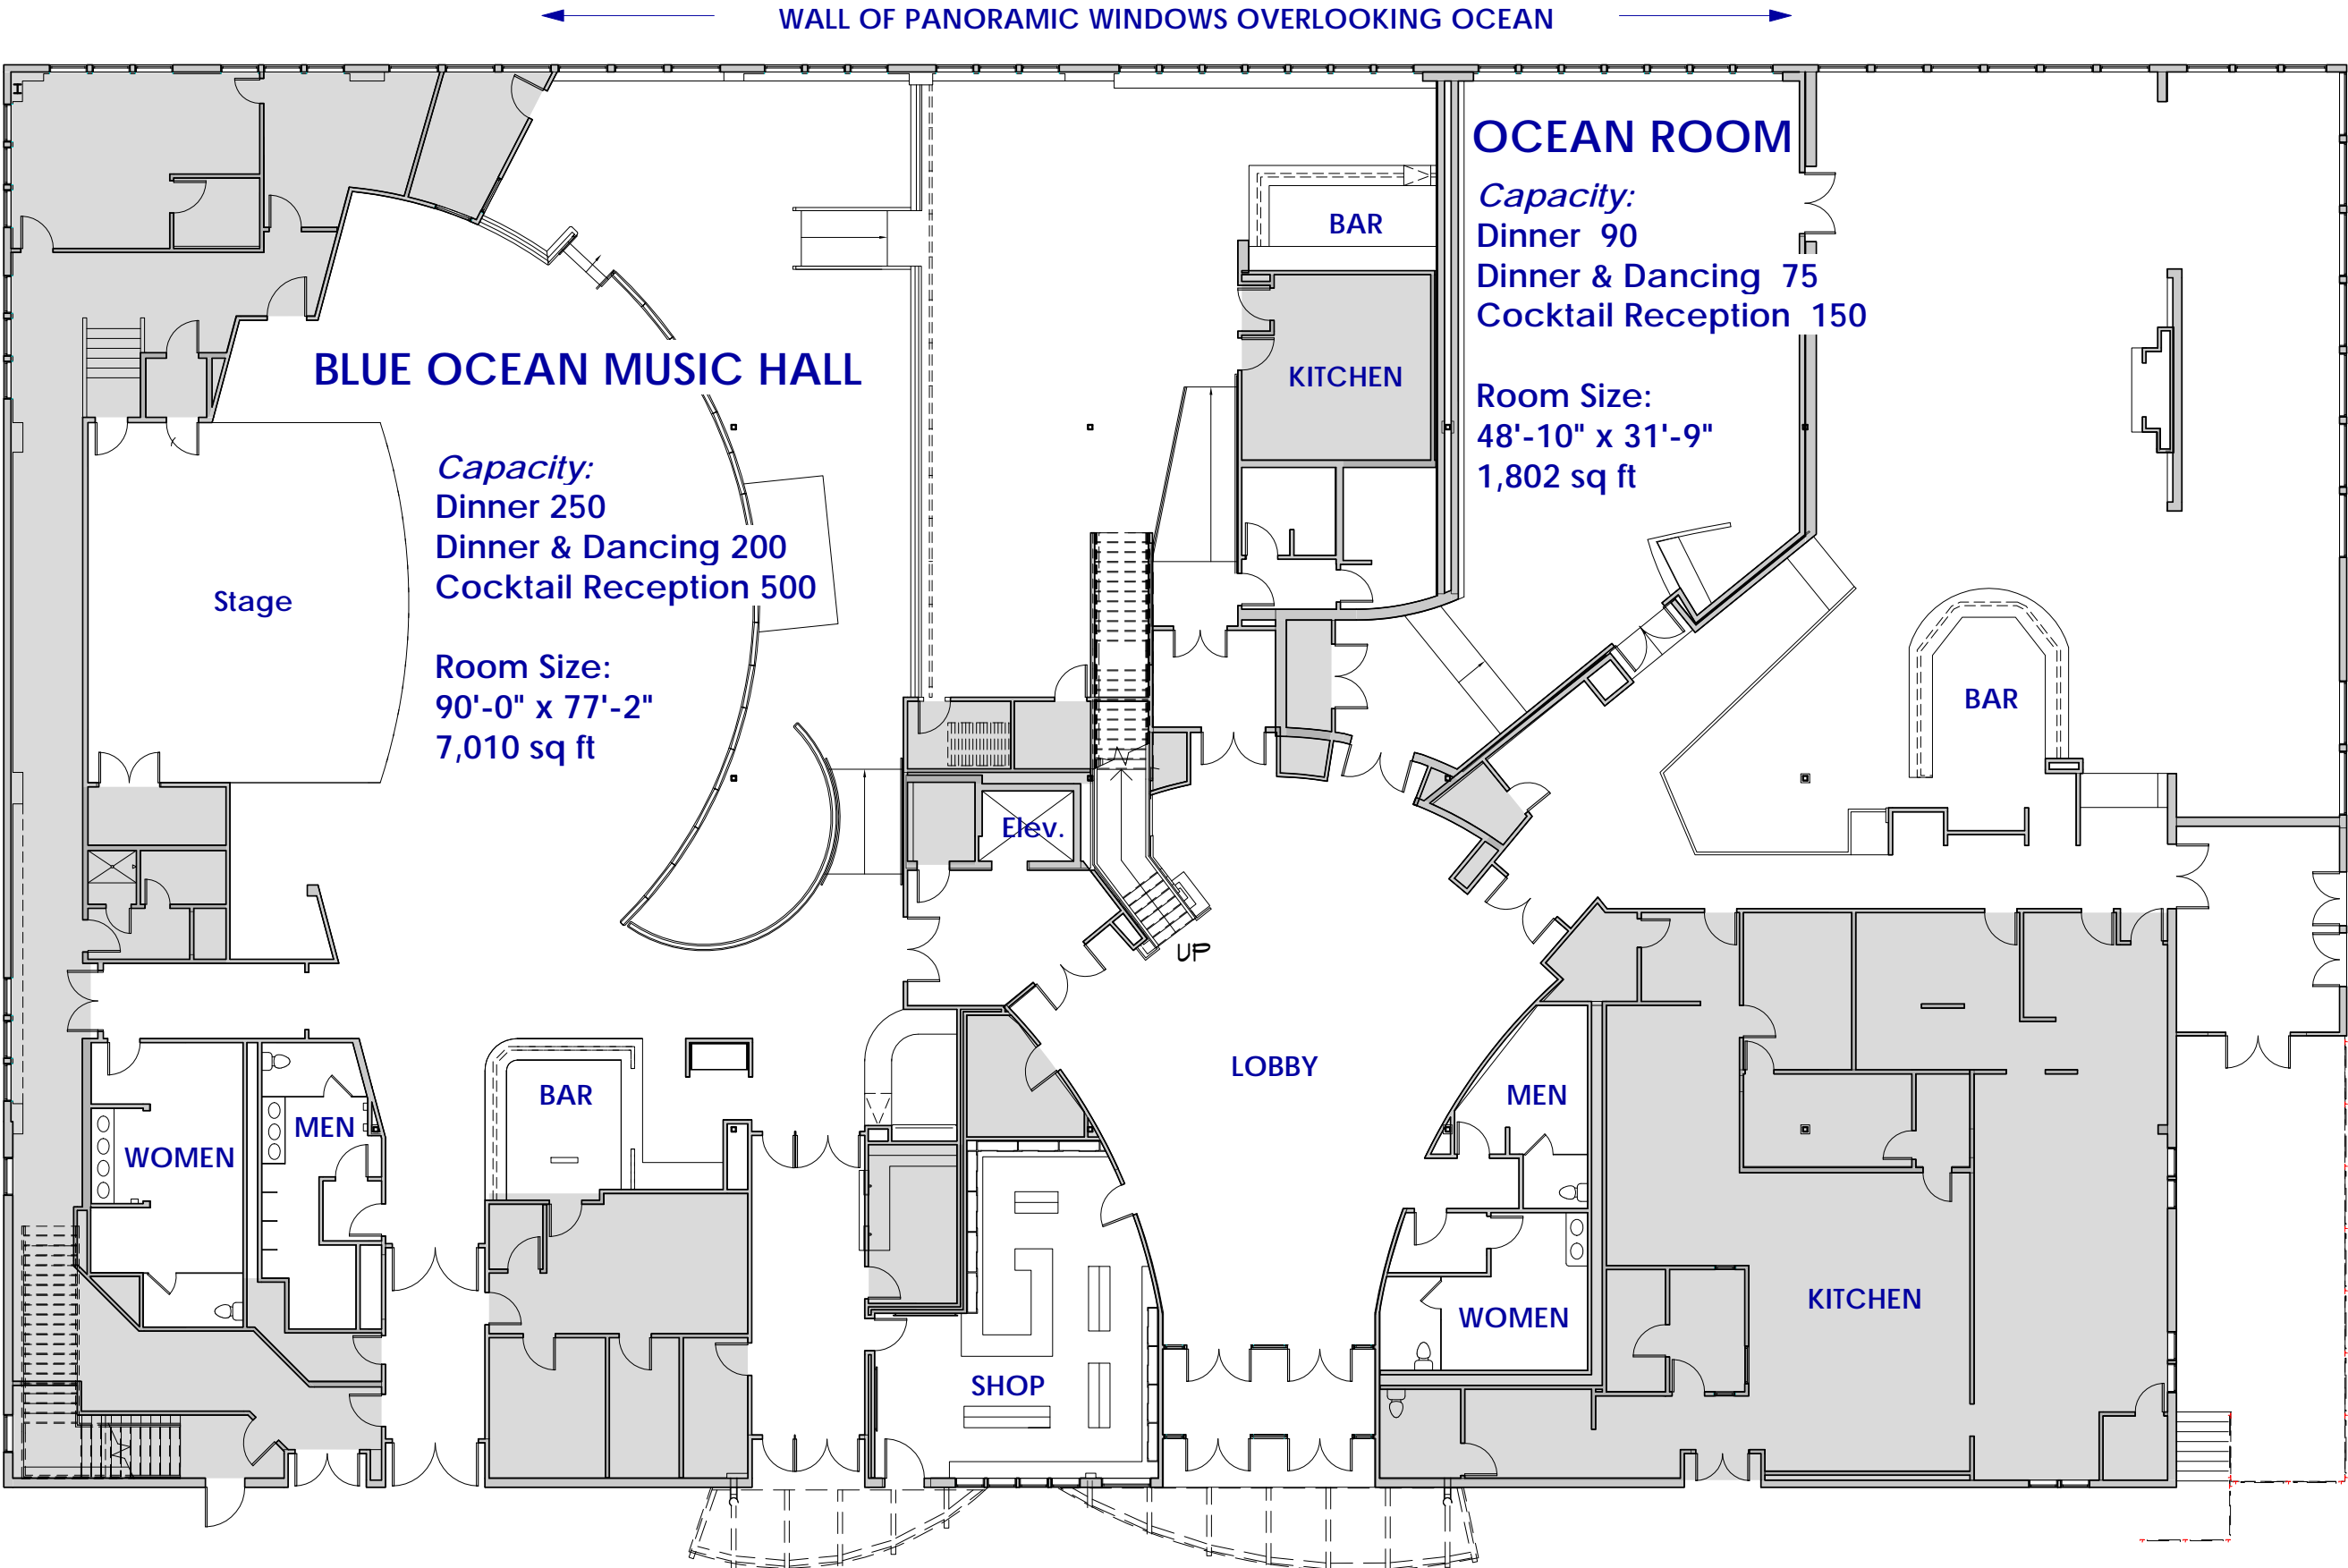 WALL OF PANORAMIC WINDOWS OVERLOOKING OCEAN
OCEAN ROOM
Capacity:
Dinner 90
Dinner & Dancing 75
Cocktail Reception 150
Room Size:
48'-10" x 31'-9"
1,802 sq ft
BAR
KITCHEN
BLUE OCEAN MUSIC HALL
Capacity:
Dinner 250
Dinner & Dancing 200
Cocktail Reception 500
Room Size:
90'-0" x 77'-2"
7,010 sq ft
Stage
BAR
Elev.
UP
LOBBY
BAR
MEN
WOMEN
MEN
WOMEN
KITCHEN
SHOP